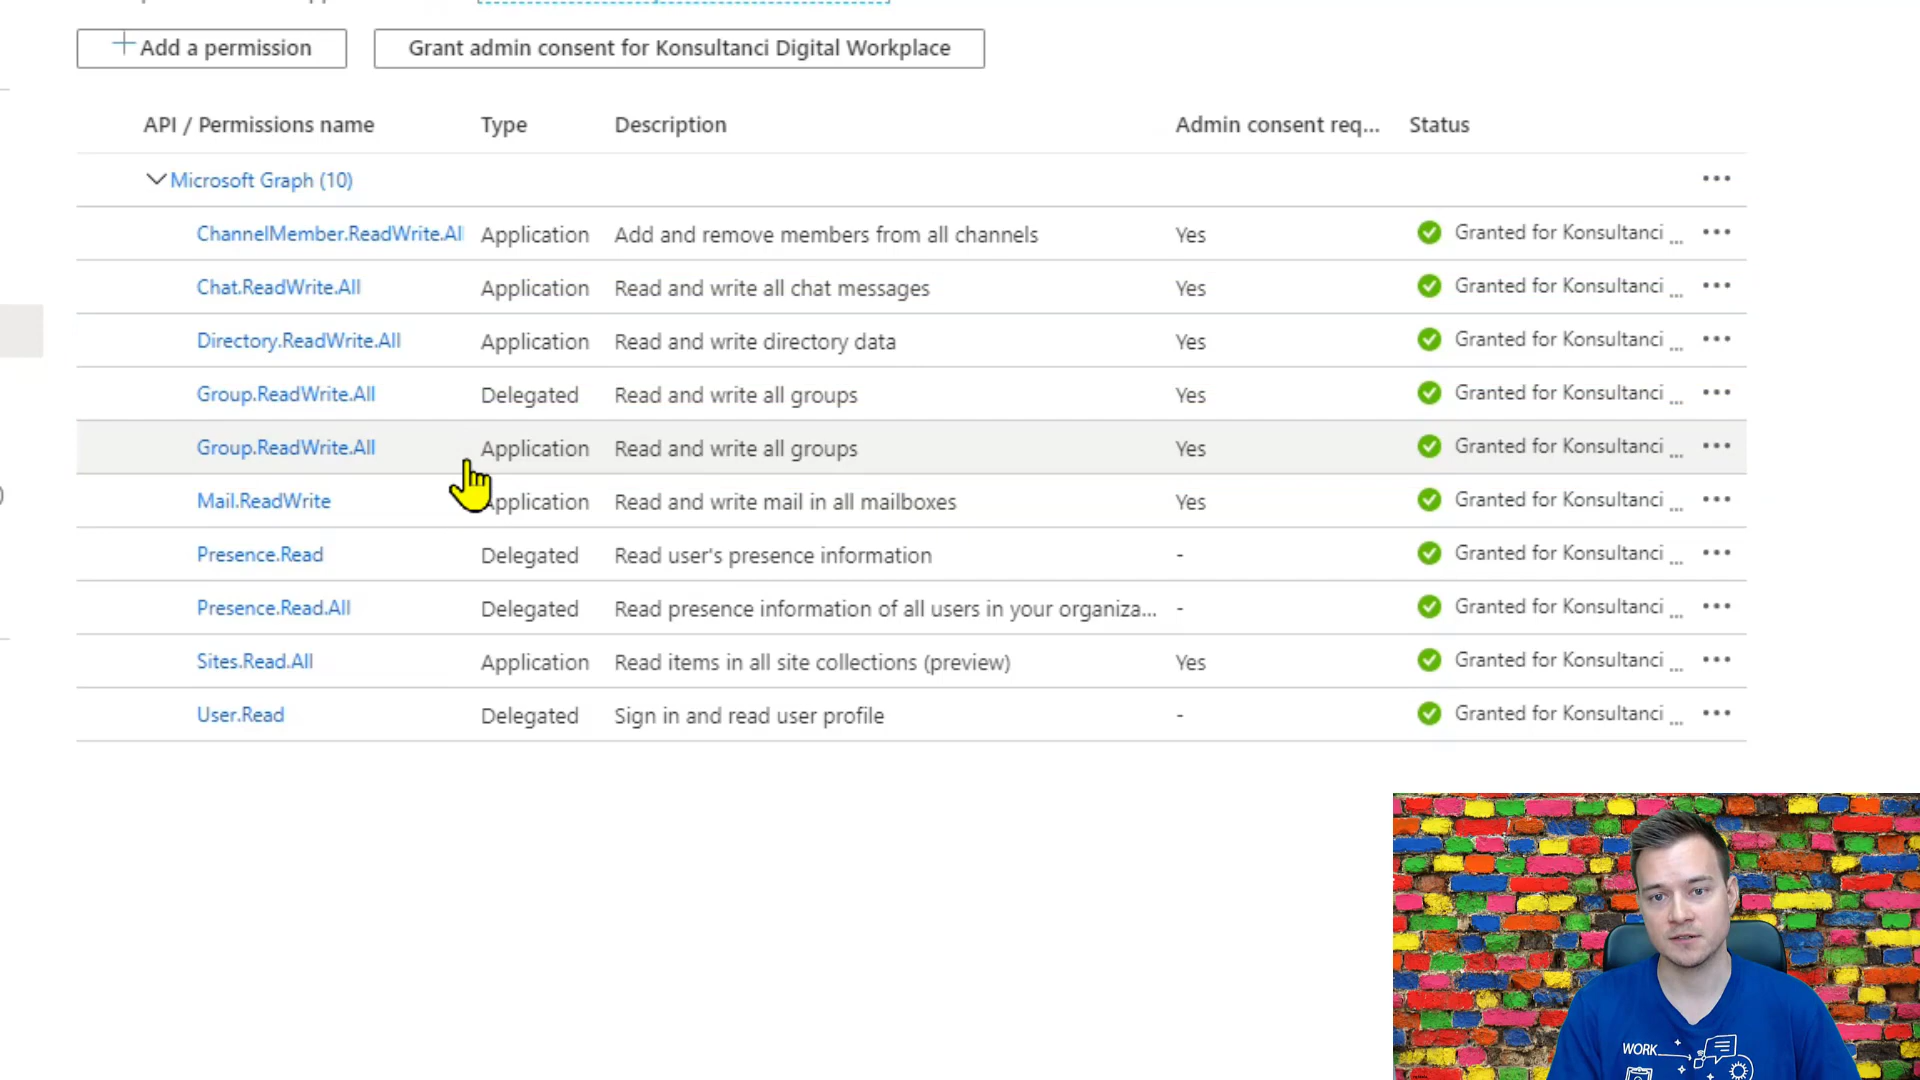 Add a permission Grant admin consent for Konsultanci Digital Workplace
API / Permissions name Type Description Admin consent req... Status
Microsoft Graph (10)
ChannelMember.ReadWrite.Al Application Add and remove members from all channels Yes Granted for Konsultanci ...
Chat.ReadWrite.All Application Read and write all chat messages Yes Granted for Konsultanci ...
Directory.ReadWrite.All Application Read and write directory data Yes Granted for Konsultanci ...
Group.ReadWrite.All Delegated Read and write all groups Yes Granted for Konsultanci ...
Group.ReadWrite.All Application Read and write all groups Yes Granted for Konsultanci ...
Mail.ReadWrite Application Read and write mail in all mailboxes Yes Granted for Konsultanci ...
Presence.Read Delegated Read user's presence information - Granted for Konsultanci ...
Presence.Read.All Delegated Read presence information of all users in your organiza... - Granted for Konsultanci ...
Sites.Read.All Application Read items in all site collections (preview) Yes Granted for Konsultanci ...
User.Read Delegated Sign in and read user profile - Granted for Konsultanci ...
WORK